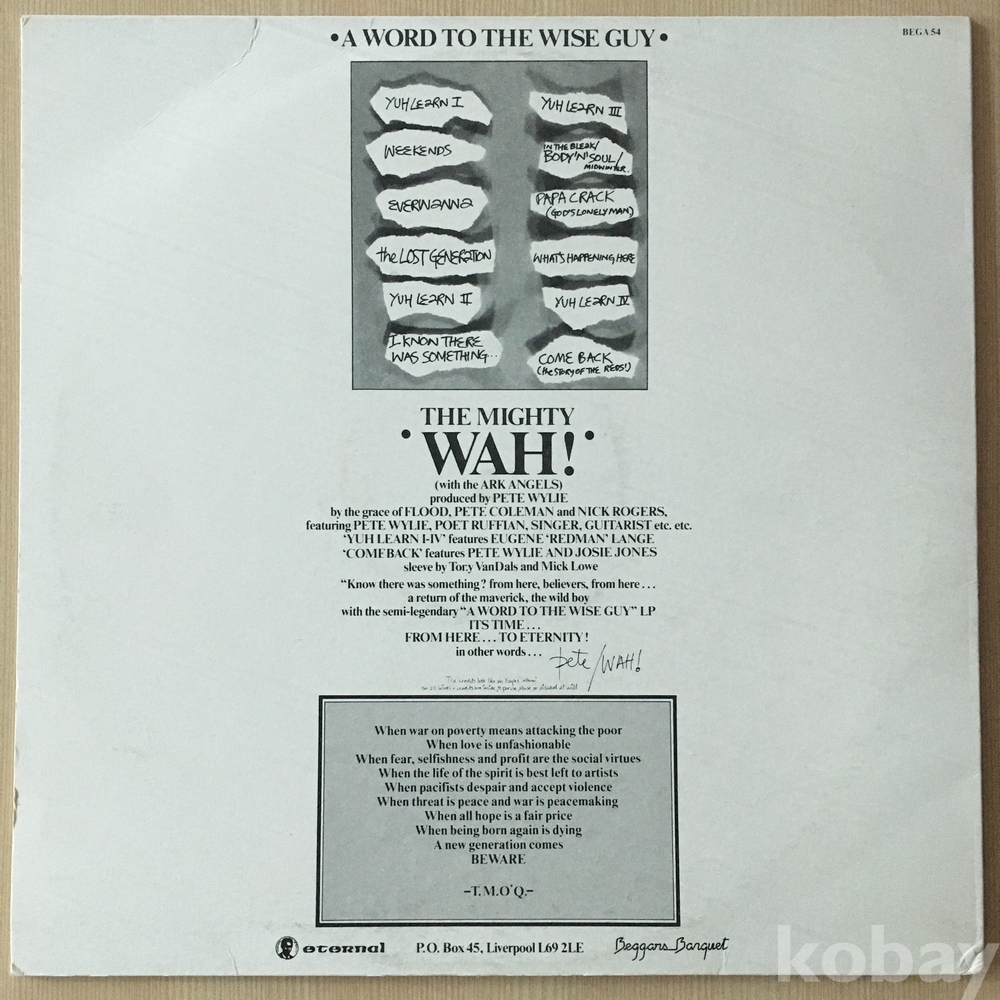 •A WORD TO THE WISE GUY•
BEGA 54
YUH LEARN I
WEEKENDS
EVERWANNA
the LOST GENERATION
YUH LEARN II
I KNOW THERE
WAS SOMETHING...
YUH LEARN III
IN THE BLEAK/
BODY'N'SOUL/
MIDWINTER.
PAPA CRACK
(GOD'S LONELY MAN)
WHAT'S HAPPENING HERE
YUH LEARN IV
COME BACK
(the STORY OF THE REDS!)
THE MIGHTY
•WAH!•
(with the ARK ANGELS)
produced by PETE WYLIE
by the grace of FLOOD, PETE COLEMAN and NICK ROGERS,
featuring PETE WYLIE, POET RUFFIAN, SINGER, GUITARIST etc. etc.
'YUH LEARN I-IV' features EUGENE 'REDMAN' LANGE
'COMEBACK' features PETE WYLIE AND JOSIE JONES
sleeve by Tory VanDals and Mick Lowe
"Know there was something? from here, believers, from here...
a return of the maverick, the wild boy
with the semi-legendary "A WORD TO THE WISE GUY" LP
ITS TIME...
FROM HERE... TO ETERNITY!
in other words...
pete/WAH!
When war on poverty means attacking the poor
When love is unfashionable
When fear, selfishness and profit are the social virtues
When the life of the spirit is best left to artists
When pacifists despair and accept violence
When threat is peace and war is peacemaking
When all hope is a fair price
When being born again is dying
A new generation comes
BEWARE
–T.M.O'Q.–
eternal P.O. Box 45, Liverpool L69 2LE Beggars Banquet
kobay